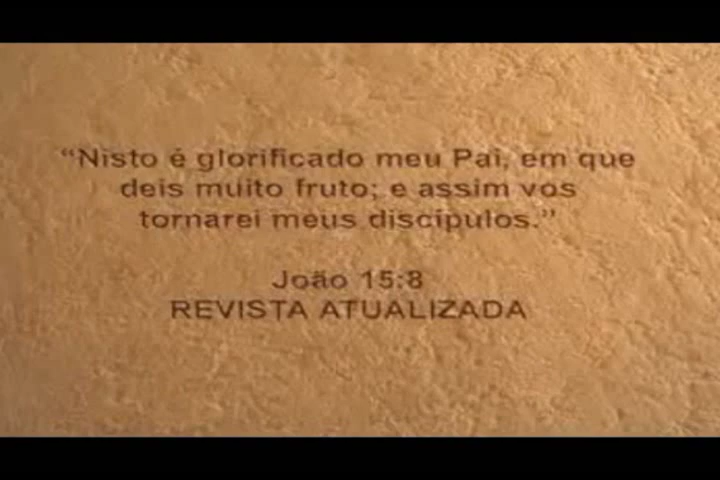 “Nisto é glorificado meu Pai, em que
deis muito fruto; e assim vos
tornarei meus discípulos.”
João 15:8
REVISTA ATUALIZADA